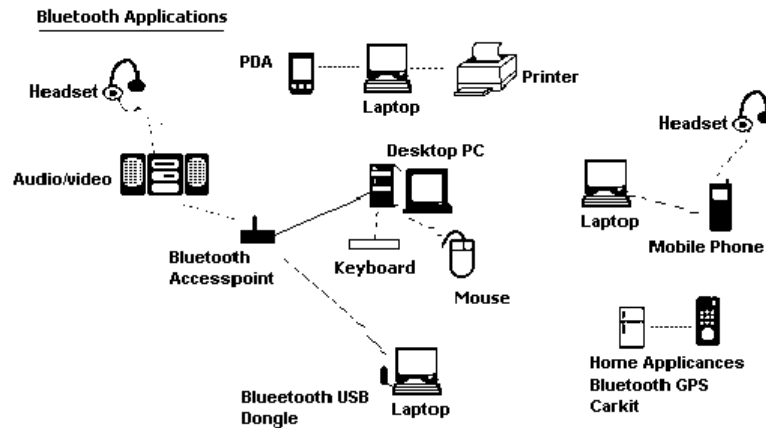 Bluetooth Applications
PDA
Laptop
Printer
Headset
Audio/video
Desktop PC
Bluetooth
Accesspoint
Keyboard
Mouse
Blueetooth USB
Dongle
Laptop
Headset
Laptop
Mobile Phone
Home Applicances
Bluetooth GPS
Carkit